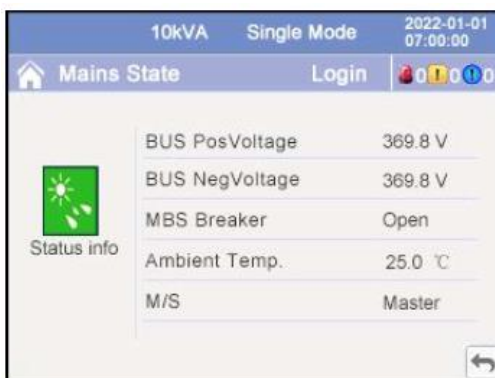 10kVA Single Mode 2022-01-01
07:00:00
Mains State Login 0 ! 0 ! 0
BUS PosVoltage 369.8 V
BUS NegVoltage 369.8 V
MBS Breaker Open
Status info
Ambient Temp. 25.0 ℃
M/S Master